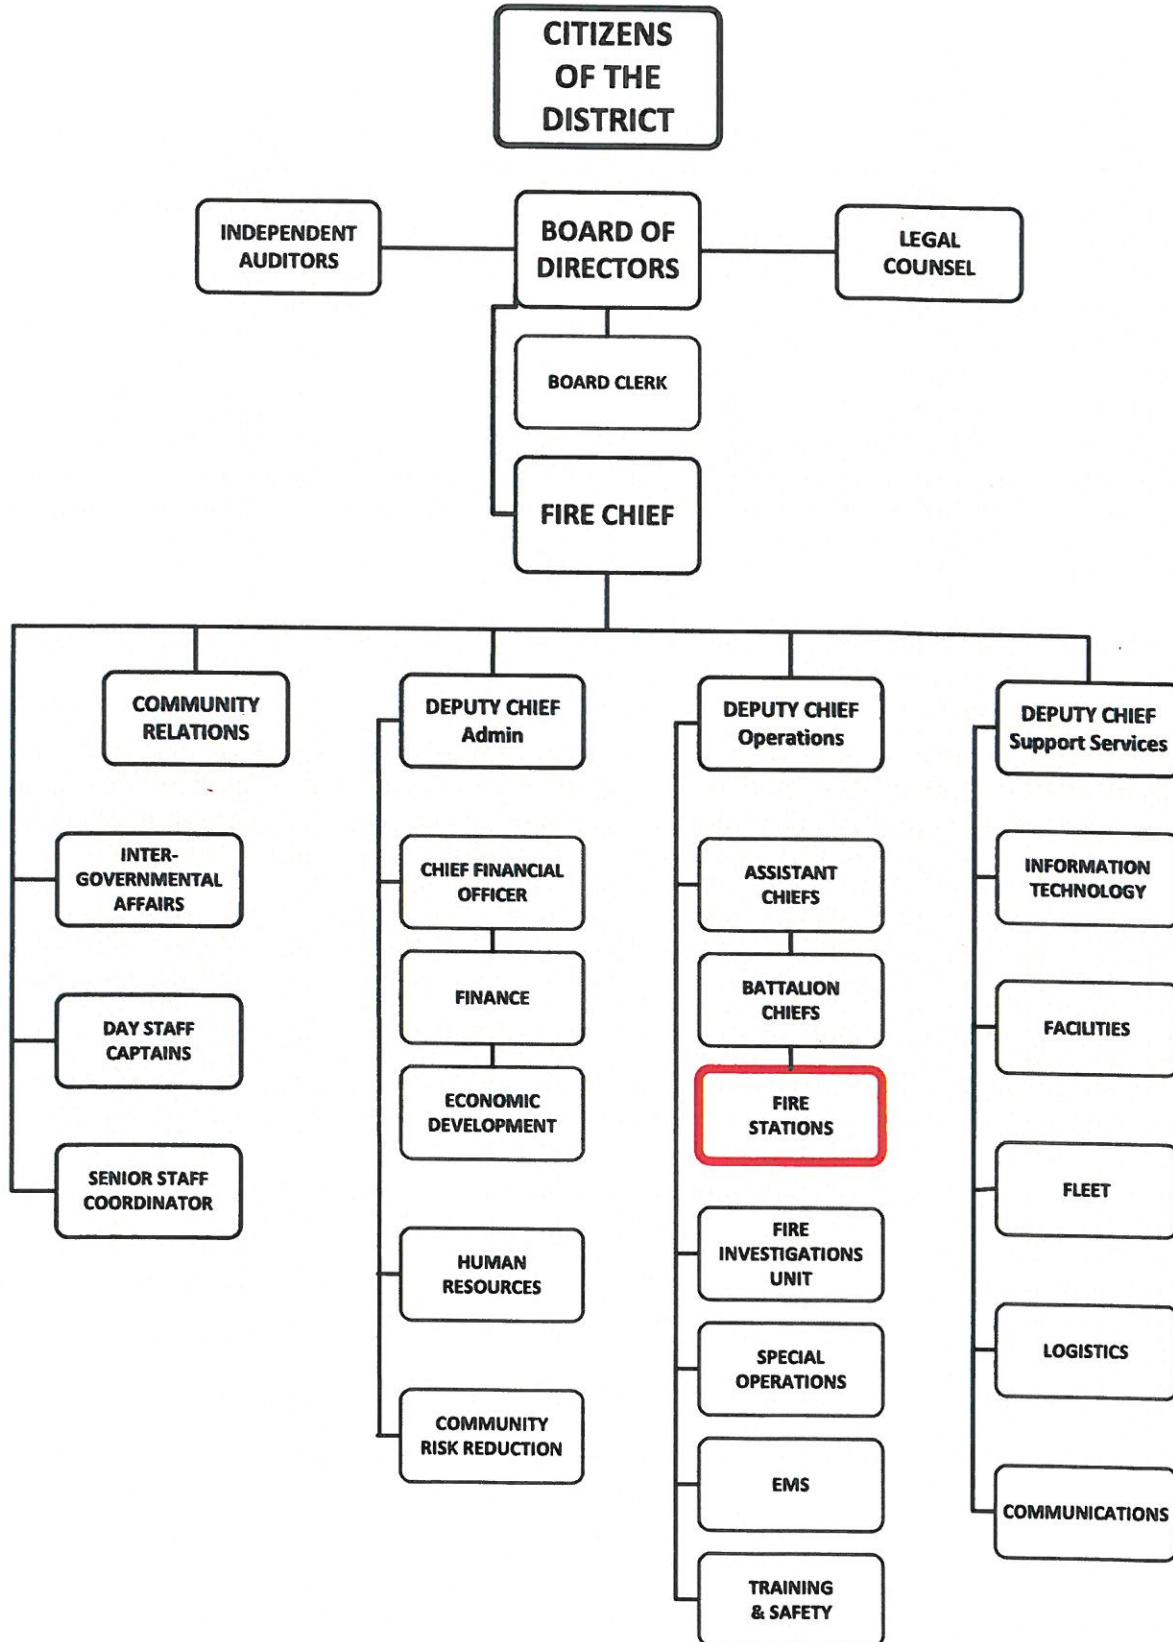 CITIZENS
OF THE
DISTRICT
INDEPENDENT
AUDITORS
BOARD OF
DIRECTORS
LEGAL
COUNSEL
BOARD CLERK
FIRE CHIEF
COMMUNITY
RELATIONS
INTER-
GOVERNMENTAL
AFFAIRS
DAY STAFF
CAPTAINS
SENIOR STAFF
COORDINATOR
DEPUTY CHIEF
Admin
CHIEF FINANCIAL
OFFICER
FINANCE
ECONOMIC
DEVELOPMENT
HUMAN
RESOURCES
COMMUNITY
RISK REDUCTION
DEPUTY CHIEF
Operations
ASSISTANT
CHIEFS
BATTALION
CHIEFS
FIRE
STATIONS
FIRE
INVESTIGATIONS
UNIT
SPECIAL
OPERATIONS
EMS
TRAINING
& SAFETY
DEPUTY CHIEF
Support Services
INFORMATION
TECHNOLOGY
FACILITIES
FLEET
LOGISTICS
COMMUNICATIONS